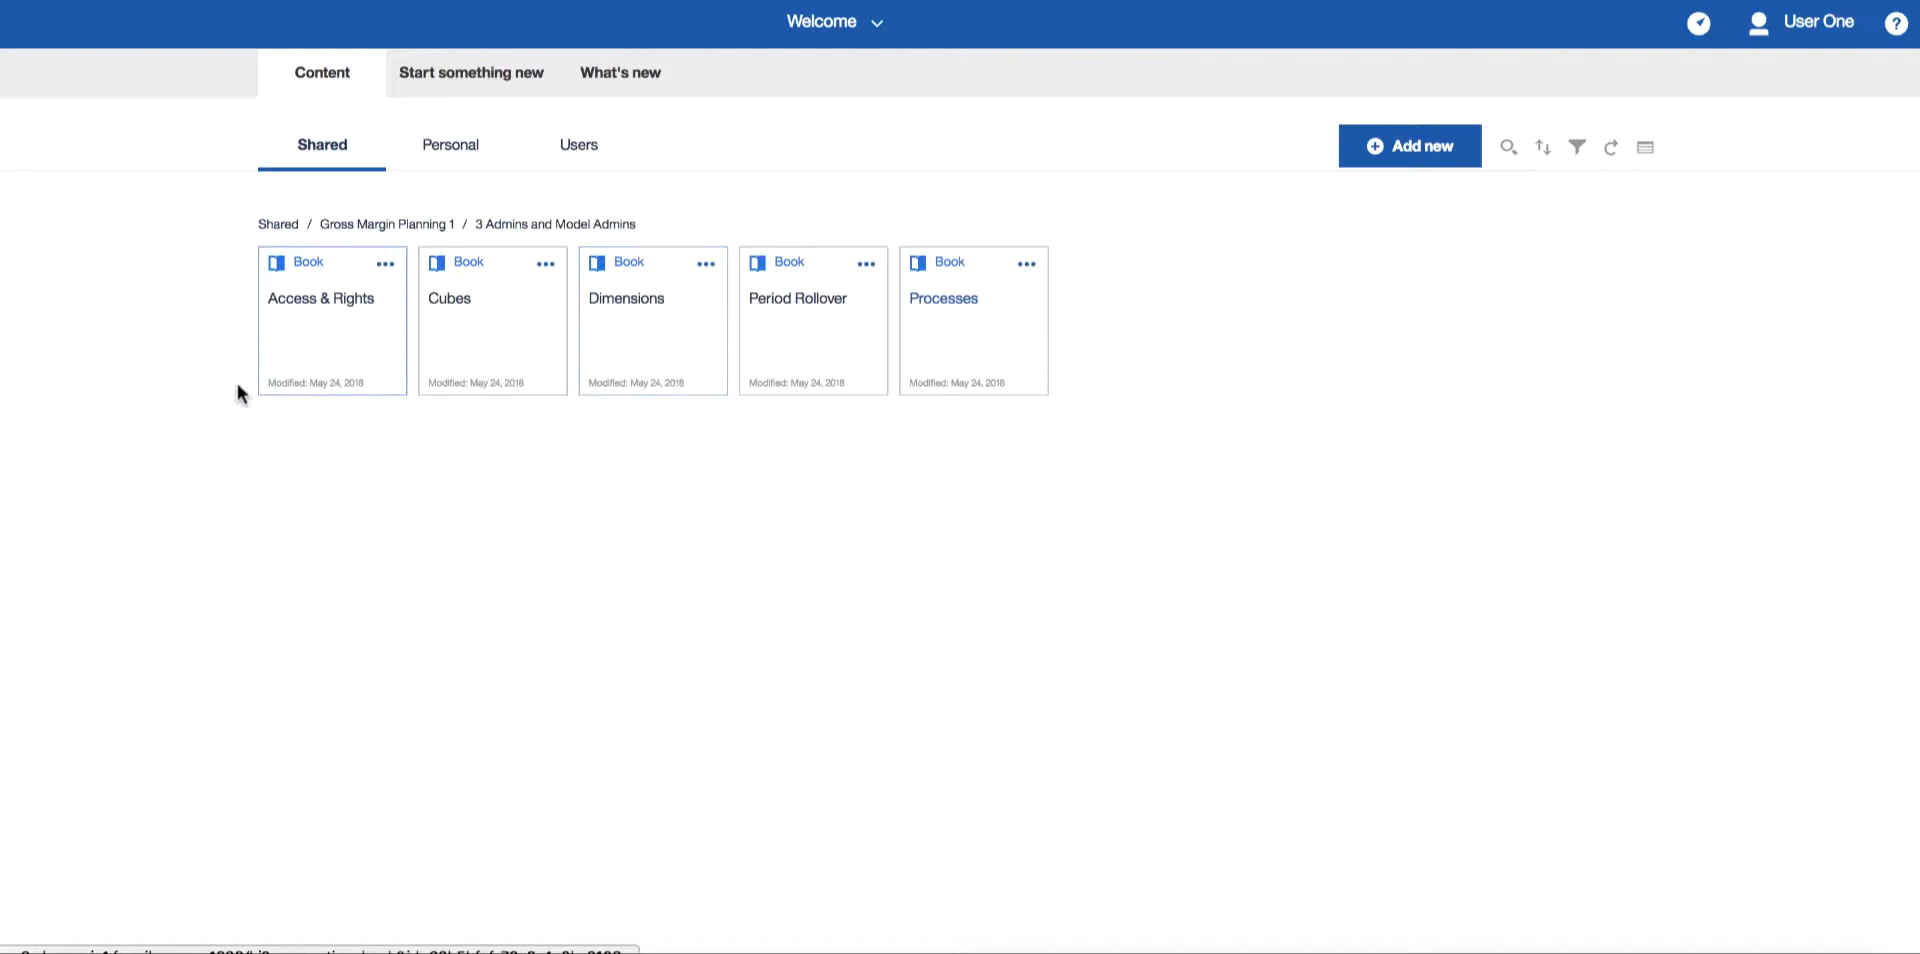 Welcome
User One
?
Content
Start something new
What's new
Shared
Personal
Users
Add new
Shared / Gross Margin Planning 1 / 3 Admins and Model Admins
Book
Access & Rights
Modified: May 24, 2018
Book
Cubes
Modified: May 24, 2018
Book
Dimensions
Modified: May 24, 2018
Book
Period Rollover
Modified: May 24, 2018
Book
Processes
Modified: May 24, 2018